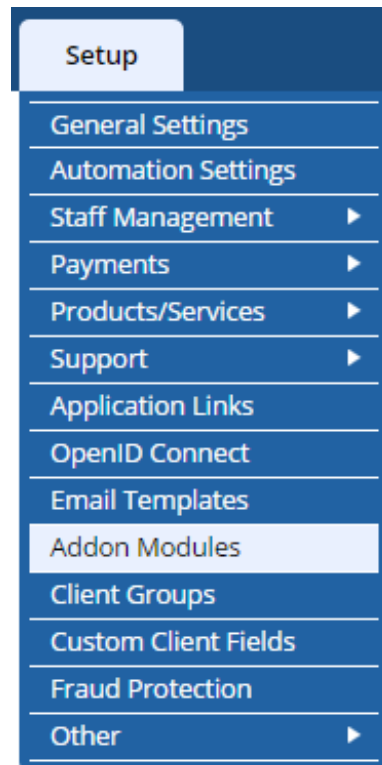 Setup
General Settings
Automation Settings
Staff Management
Payments
Products/Services
Support
Application Links
OpenID Connect
Email Templates
Addon Modules
Client Groups
Custom Client Fields
Fraud Protection
Other